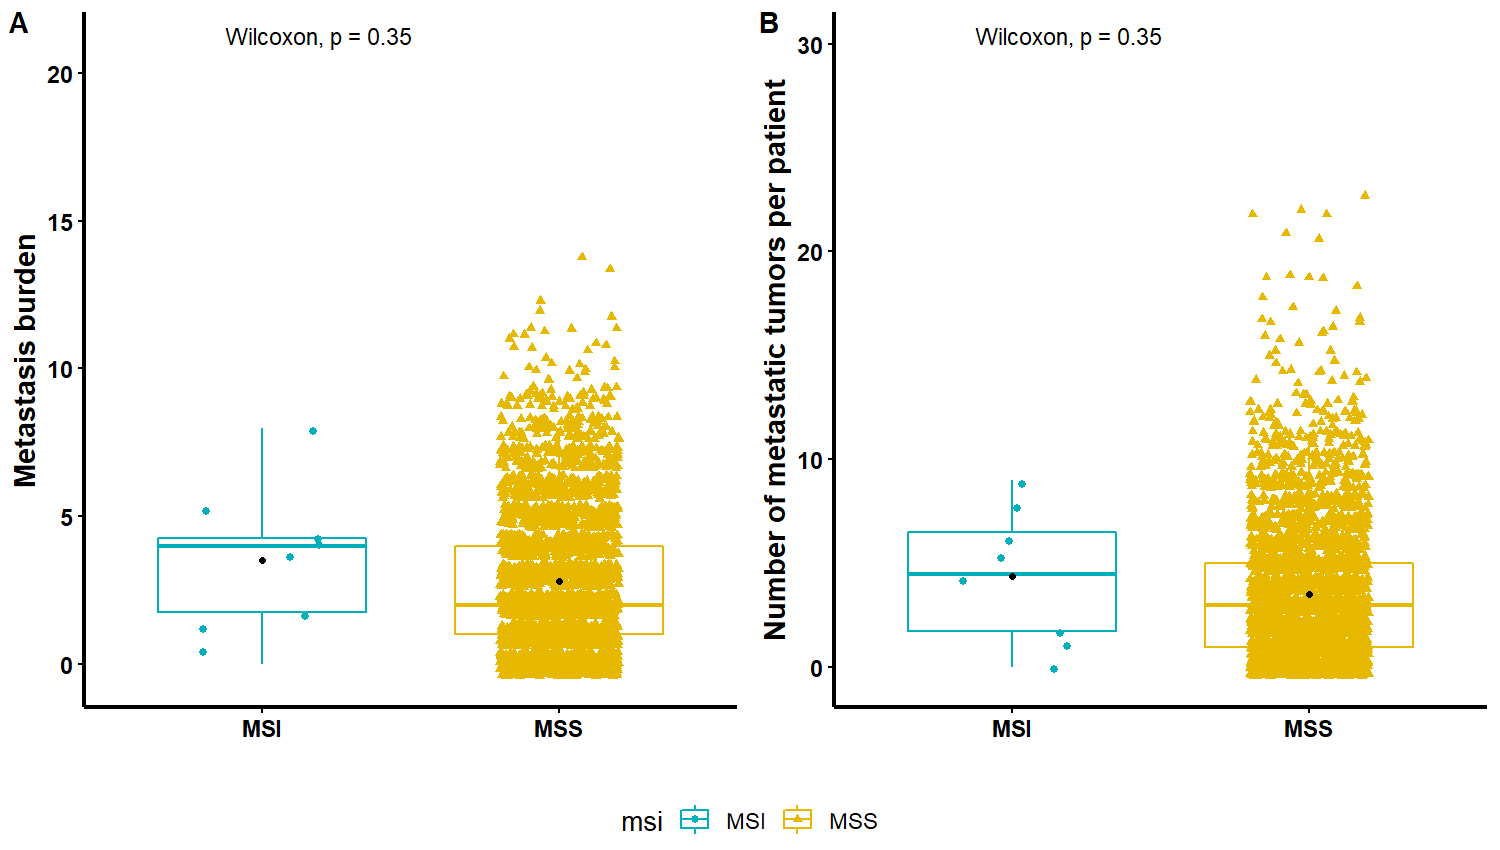 A
Wilcoxon, p = 0.35
Metastasis burden
20
15
10
5
0
MSI
MSS
B
Wilcoxon, p = 0.35
Number of metastatic tumors per patient
30
20
10
0
MSI
MSS
msi MSI MSS